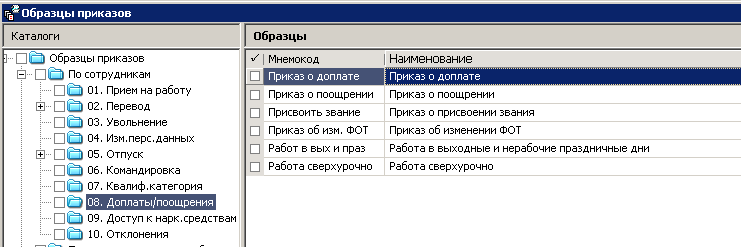 Образцы приказов
Каталоги
Образцы приказов
По сотрудникам
01. Прием на работу
02. Перевод
03. Увольнение
04. Изм.перс.данных
05. Отпуск
06. Командировка
07. Квалиф.категория
08. Доплаты/поощрения
09. Доступ к нарк.средствам
10. Отклонения
Образцы
Мнемокод Наименование
Приказ о доплате Приказ о доплате
Приказ о поощрении Приказ о поощрении
Присвоить звание Приказ о присвоении звания
Приказ об изм. ФОТ Приказ об изменении ФОТ
Работ в вых и праз Работа в выходные и нерабочие праздничные дни
Работа сверхурочно Работа сверхурочно